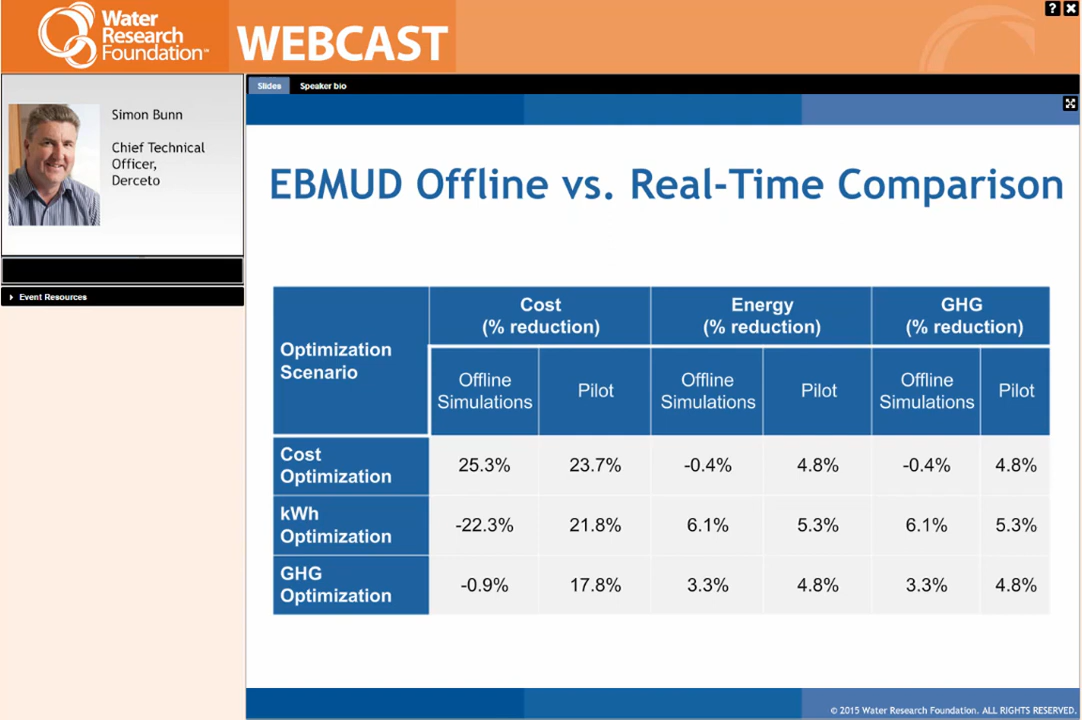 Water
Research
Foundation™
WEBCAST
? X
Simon Bunn
Chief Technical
Officer,
Derceto
Event Resources
Slides Speaker bio
EBMUD Offline vs. Real-Time Comparison
Optimization
Scenario
Cost
(% reduction)
Energy
(% reduction)
GHG
(% reduction)
Offline
Simulations
Pilot
Offline
Simulations
Pilot
Offline
Simulations
Pilot
Cost
Optimization
25.3% 23.7% -0.4% 4.8% -0.4% 4.8%
kWh
Optimization
-22.3% 21.8% 6.1% 5.3% 6.1% 5.3%
GHG
Optimization
-0.9% 17.8% 3.3% 4.8% 3.3% 4.8%
© 2015 Water Research Foundation. ALL RIGHTS RESERVED.